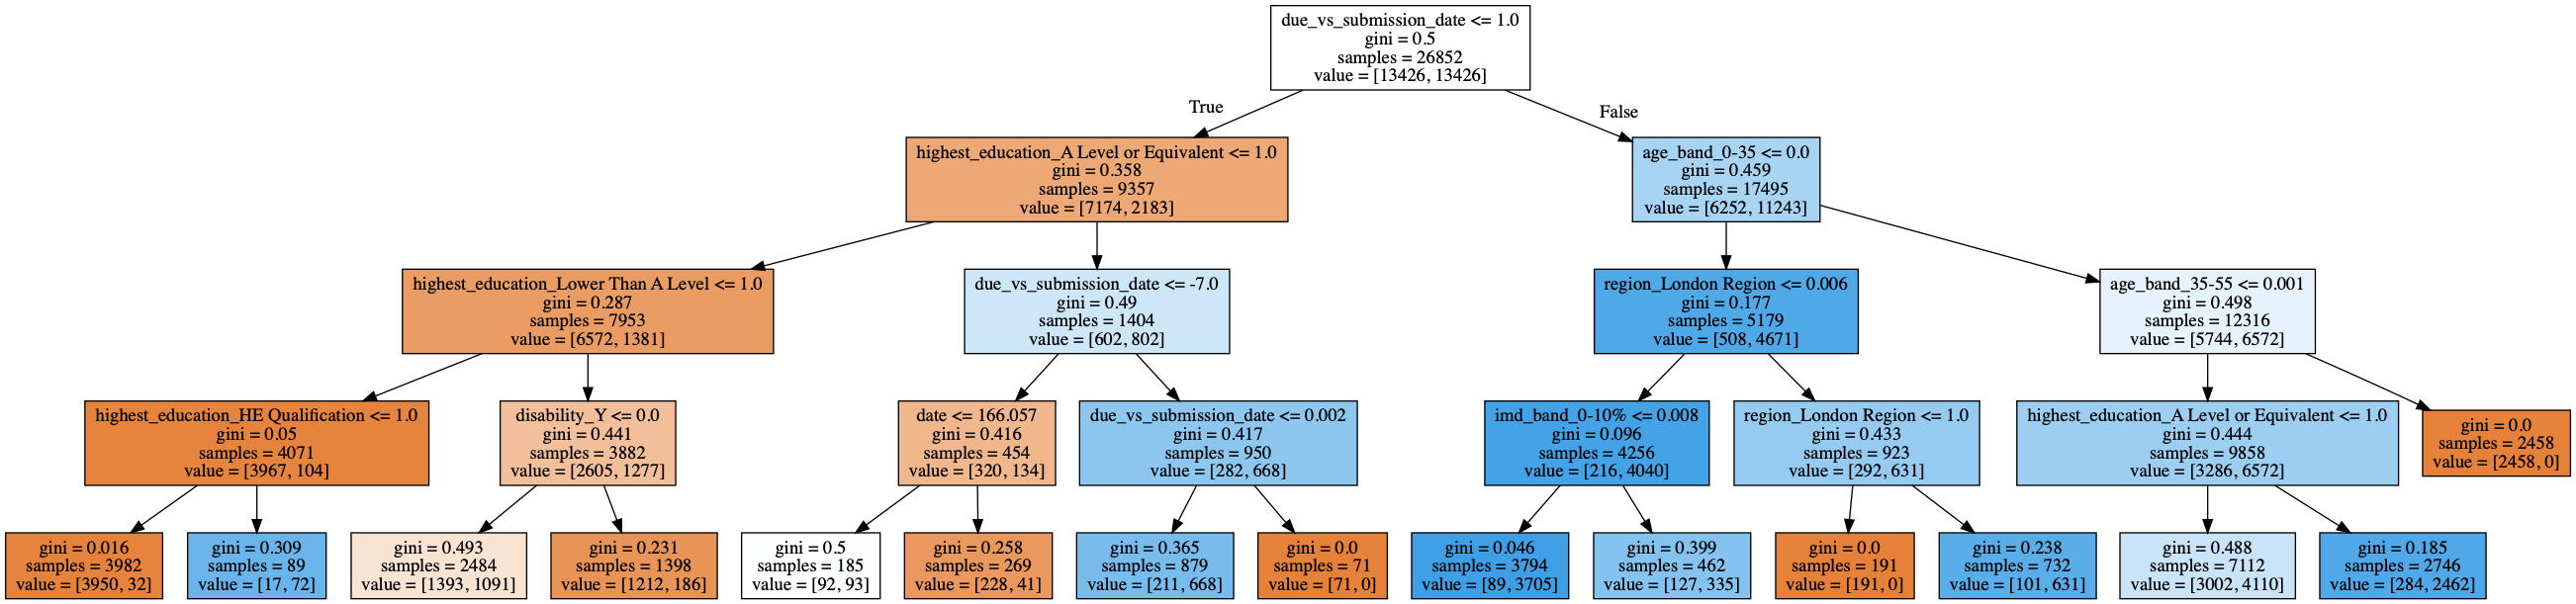 due_vs_submission_date <= 1.0
gini = 0.5
samples = 26852
value = [13426, 13426]
True
False
highest_education_A Level or Equivalent <= 1.0
gini = 0.358
samples = 9357
value = [7174, 2183]
age_band_0-35 <= 0.0
gini = 0.459
samples = 17495
value = [6252, 11243]
highest_education_Lower Than A Level <= 1.0
gini = 0.287
samples = 7953
value = [6572, 1381]
due_vs_submission_date <= -7.0
gini = 0.49
samples = 1404
value = [602, 802]
region_London Region <= 0.006
gini = 0.177
samples = 5179
value = [508, 4671]
age_band_35-55 <= 0.001
gini = 0.498
samples = 12316
value = [5744, 6572]
highest_education_HE Qualification <= 1.0
gini = 0.05
samples = 4071
value = [3967, 104]
disability_Y <= 0.0
gini = 0.441
samples = 3882
value = [2605, 1277]
date <= 166.057
gini = 0.416
samples = 454
value = [320, 134]
due_vs_submission_date <= 0.002
gini = 0.417
samples = 950
value = [282, 668]
imd_band_0-10% <= 0.008
gini = 0.096
samples = 4256
value = [216, 4040]
region_London Region <= 1.0
gini = 0.433
samples = 923
value = [292, 631]
highest_education_A Level or Equivalent <= 1.0
gini = 0.444
samples = 9858
value = [3286, 6572]
gini = 0.0
samples = 2458
value = [2458, 0]
gini = 0.016
samples = 3982
value = [3950, 32]
gini = 0.309
samples = 89
value = [17, 72]
gini = 0.493
samples = 2484
value = [1393, 1091]
gini = 0.231
samples = 1398
value = [1212, 186]
gini = 0.5
samples = 185
value = [92, 93]
gini = 0.258
samples = 269
value = [228, 41]
gini = 0.365
samples = 879
value = [211, 668]
gini = 0.0
samples = 71
value = [71, 0]
gini = 0.046
samples = 3794
value = [89, 3705]
gini = 0.399
samples = 462
value = [127, 335]
gini = 0.0
samples = 191
value = [191, 0]
gini = 0.238
samples = 732
value = [101, 631]
gini = 0.488
samples = 7112
value = [3002, 4110]
gini = 0.185
samples = 2746
value = [284, 2462]